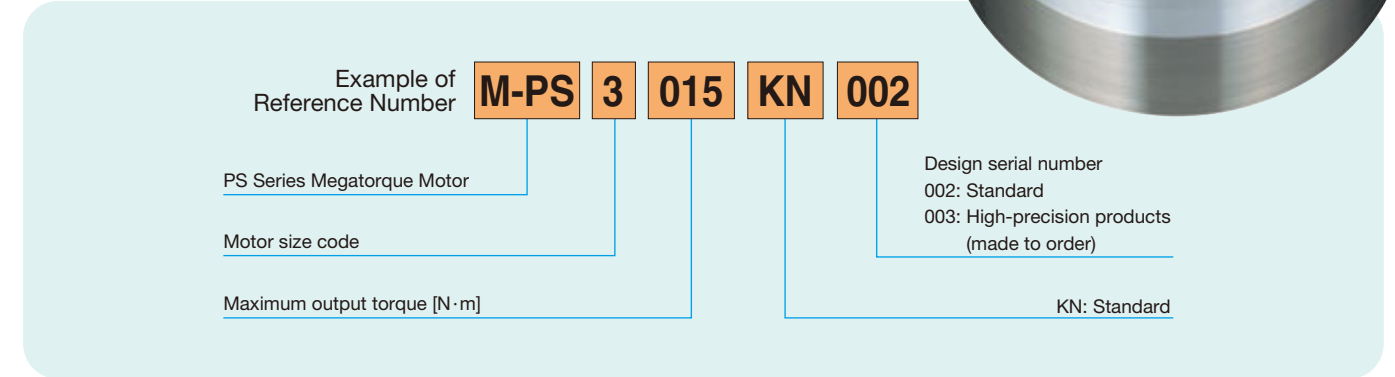 Example of
Reference Number
M-PS 3 015 KN 002
PS Series Megatorque Motor
Motor size code
Maximum output torque [N·m]
Design serial number
002: Standard
003: High-precision products
(made to order)
KN: Standard